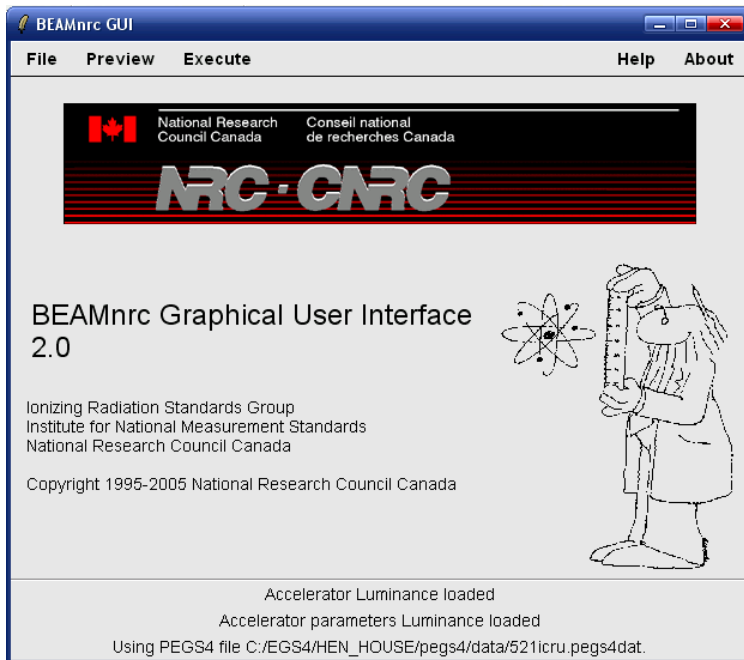 BEAMnrc GUI
File Preview Execute Help About
National Research Council Canada
Conseil national de recherches Canada
NRC · CNRC
BEAMnrc Graphical User Interface
2.0
Ionizing Radiation Standards Group
Institute for National Measurement Standards
National Research Council Canada
Copyright 1995-2005 National Research Council Canada
Accelerator Luminance loaded
Accelerator parameters Luminance loaded
Using PEGS4 file C:/EGS4/HEN_HOUSE/pegs4/data/521icru.pegs4dat.